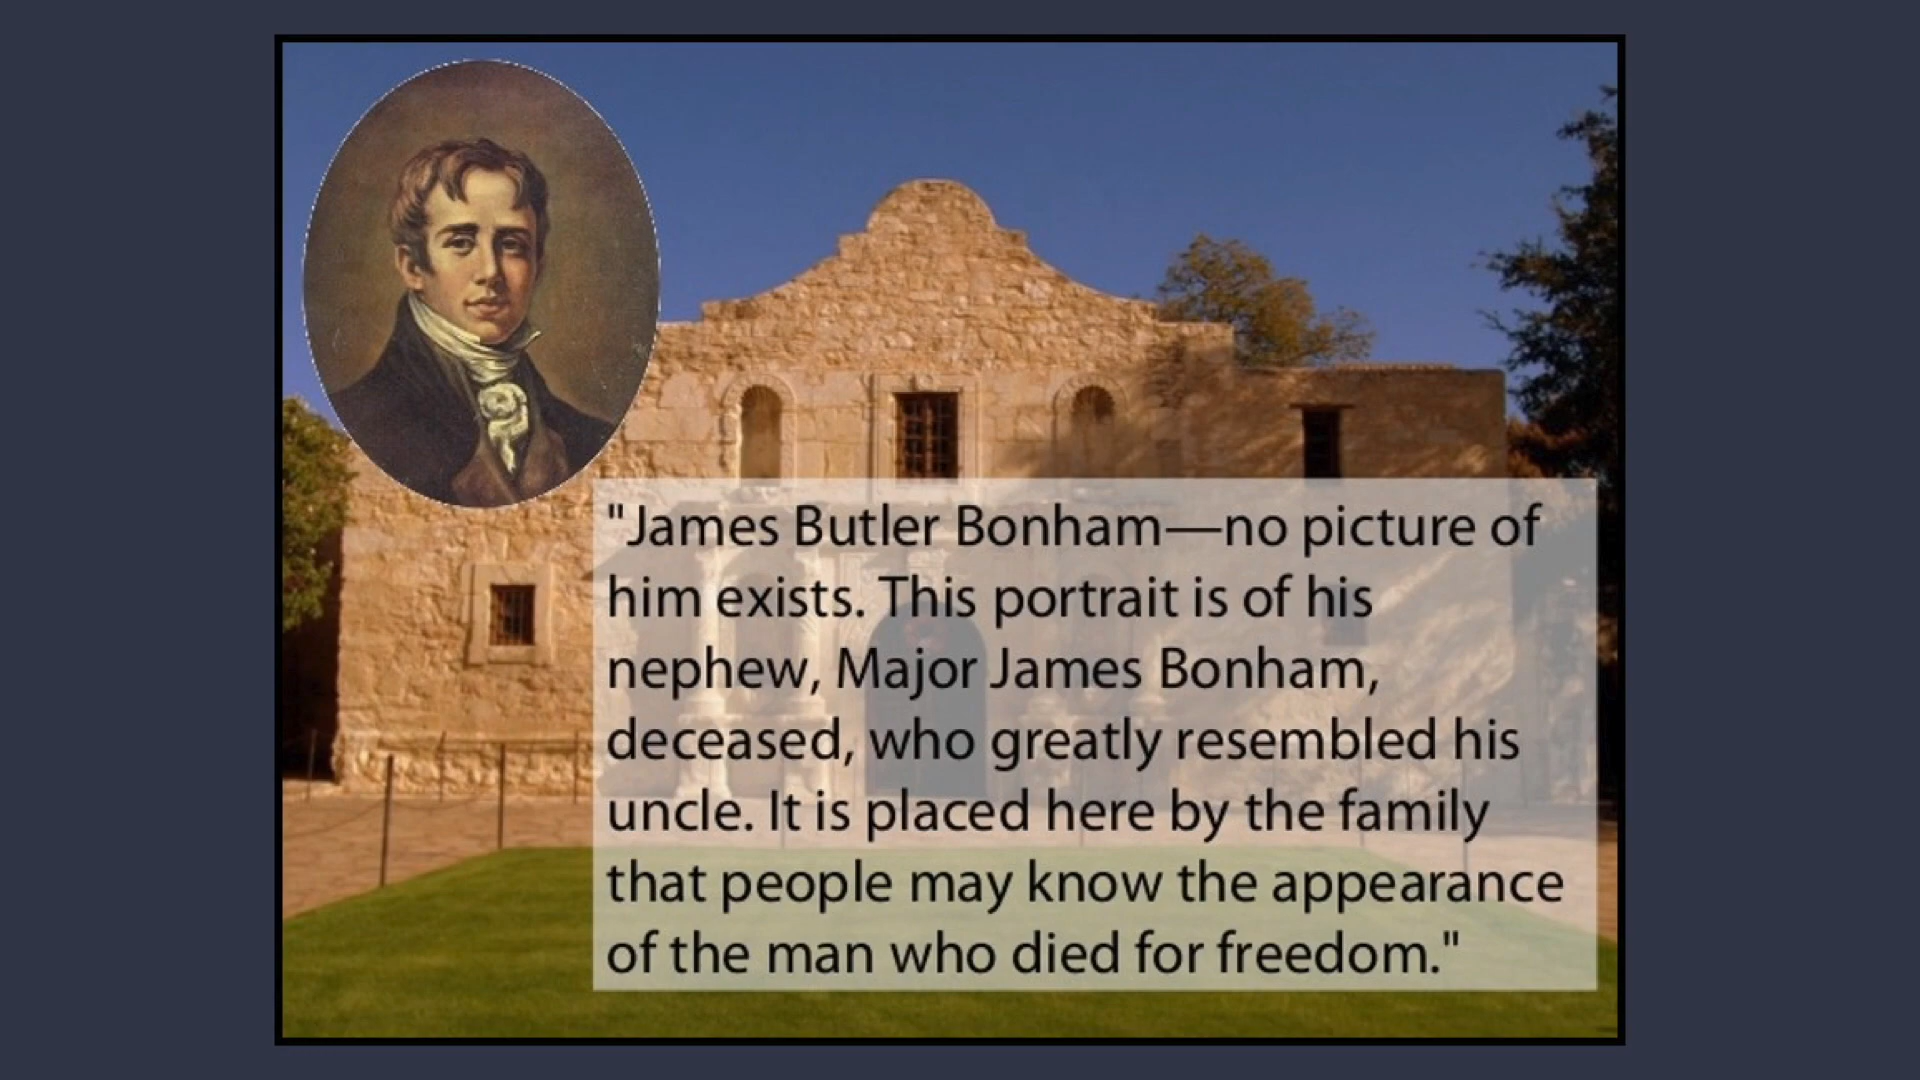 "James Butler Bonham—no picture of
him exists. This portrait is of his
nephew, Major James Bonham,
deceased, who greatly resembled his
uncle. It is placed here by the family
that people may know the appearance
of the man who died for freedom."